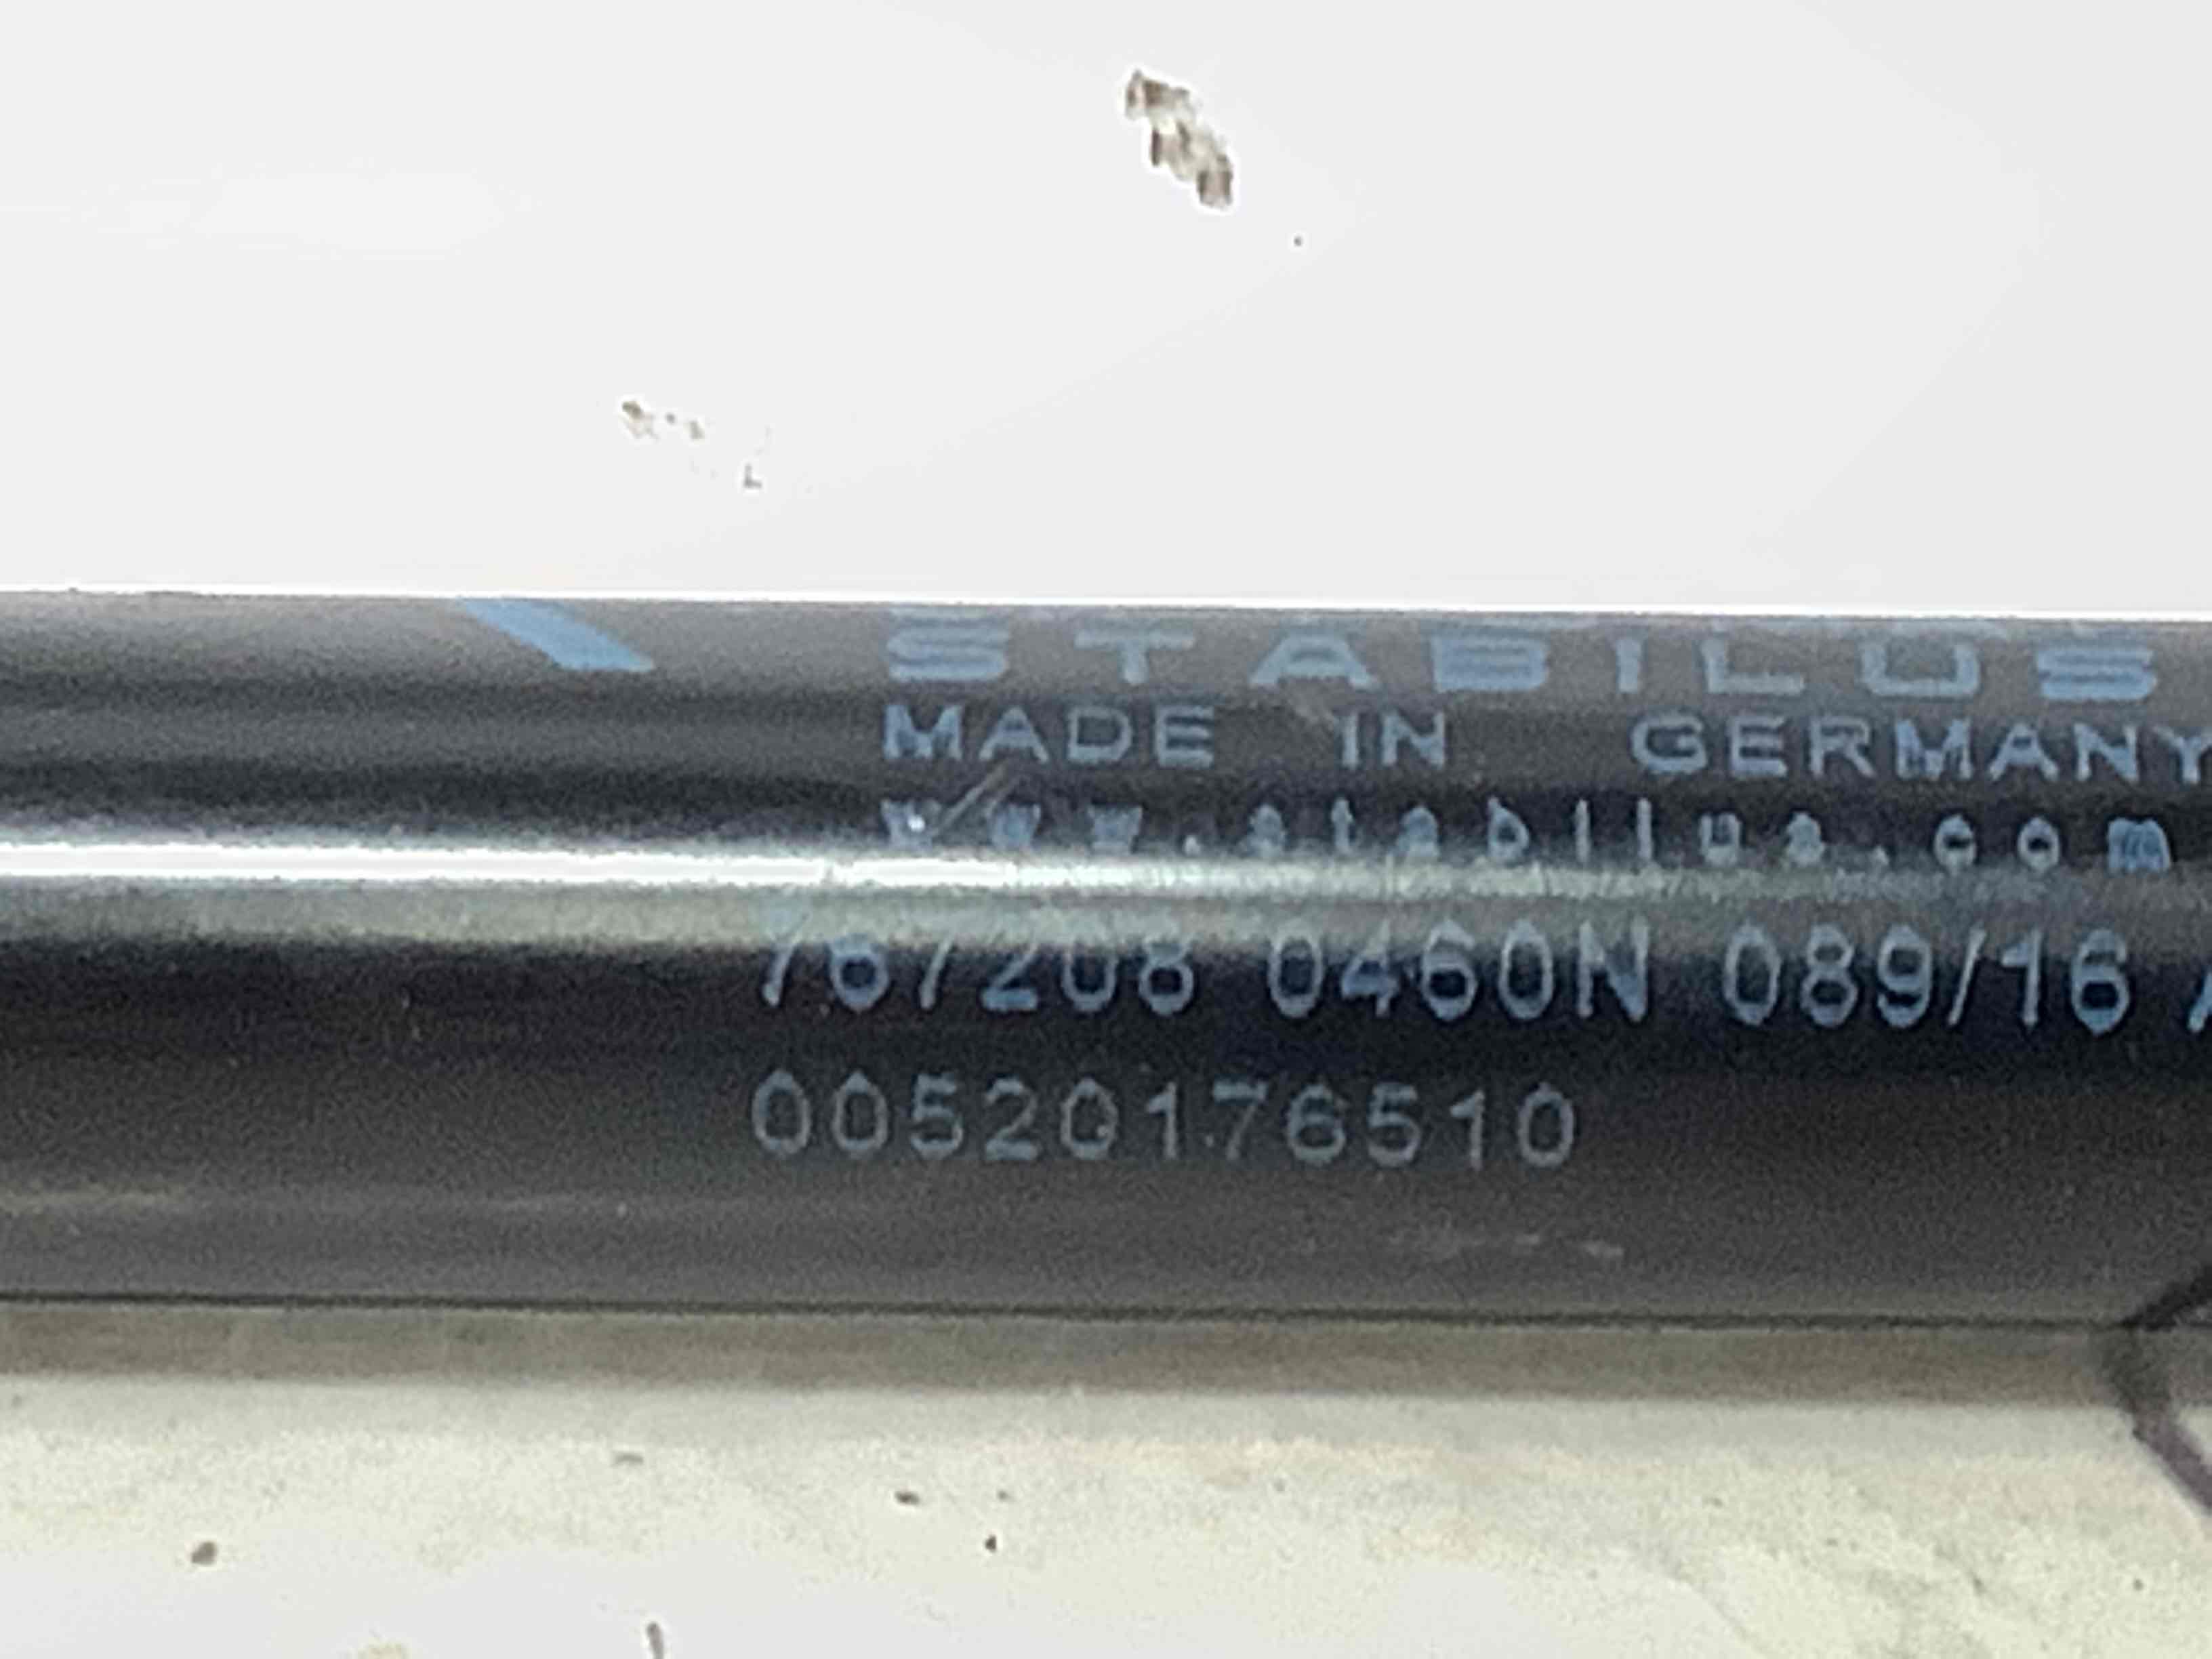 STABILUS
MADE IN GERMANY
www.stabilus.com
767208 0460N 089/16
00520176510